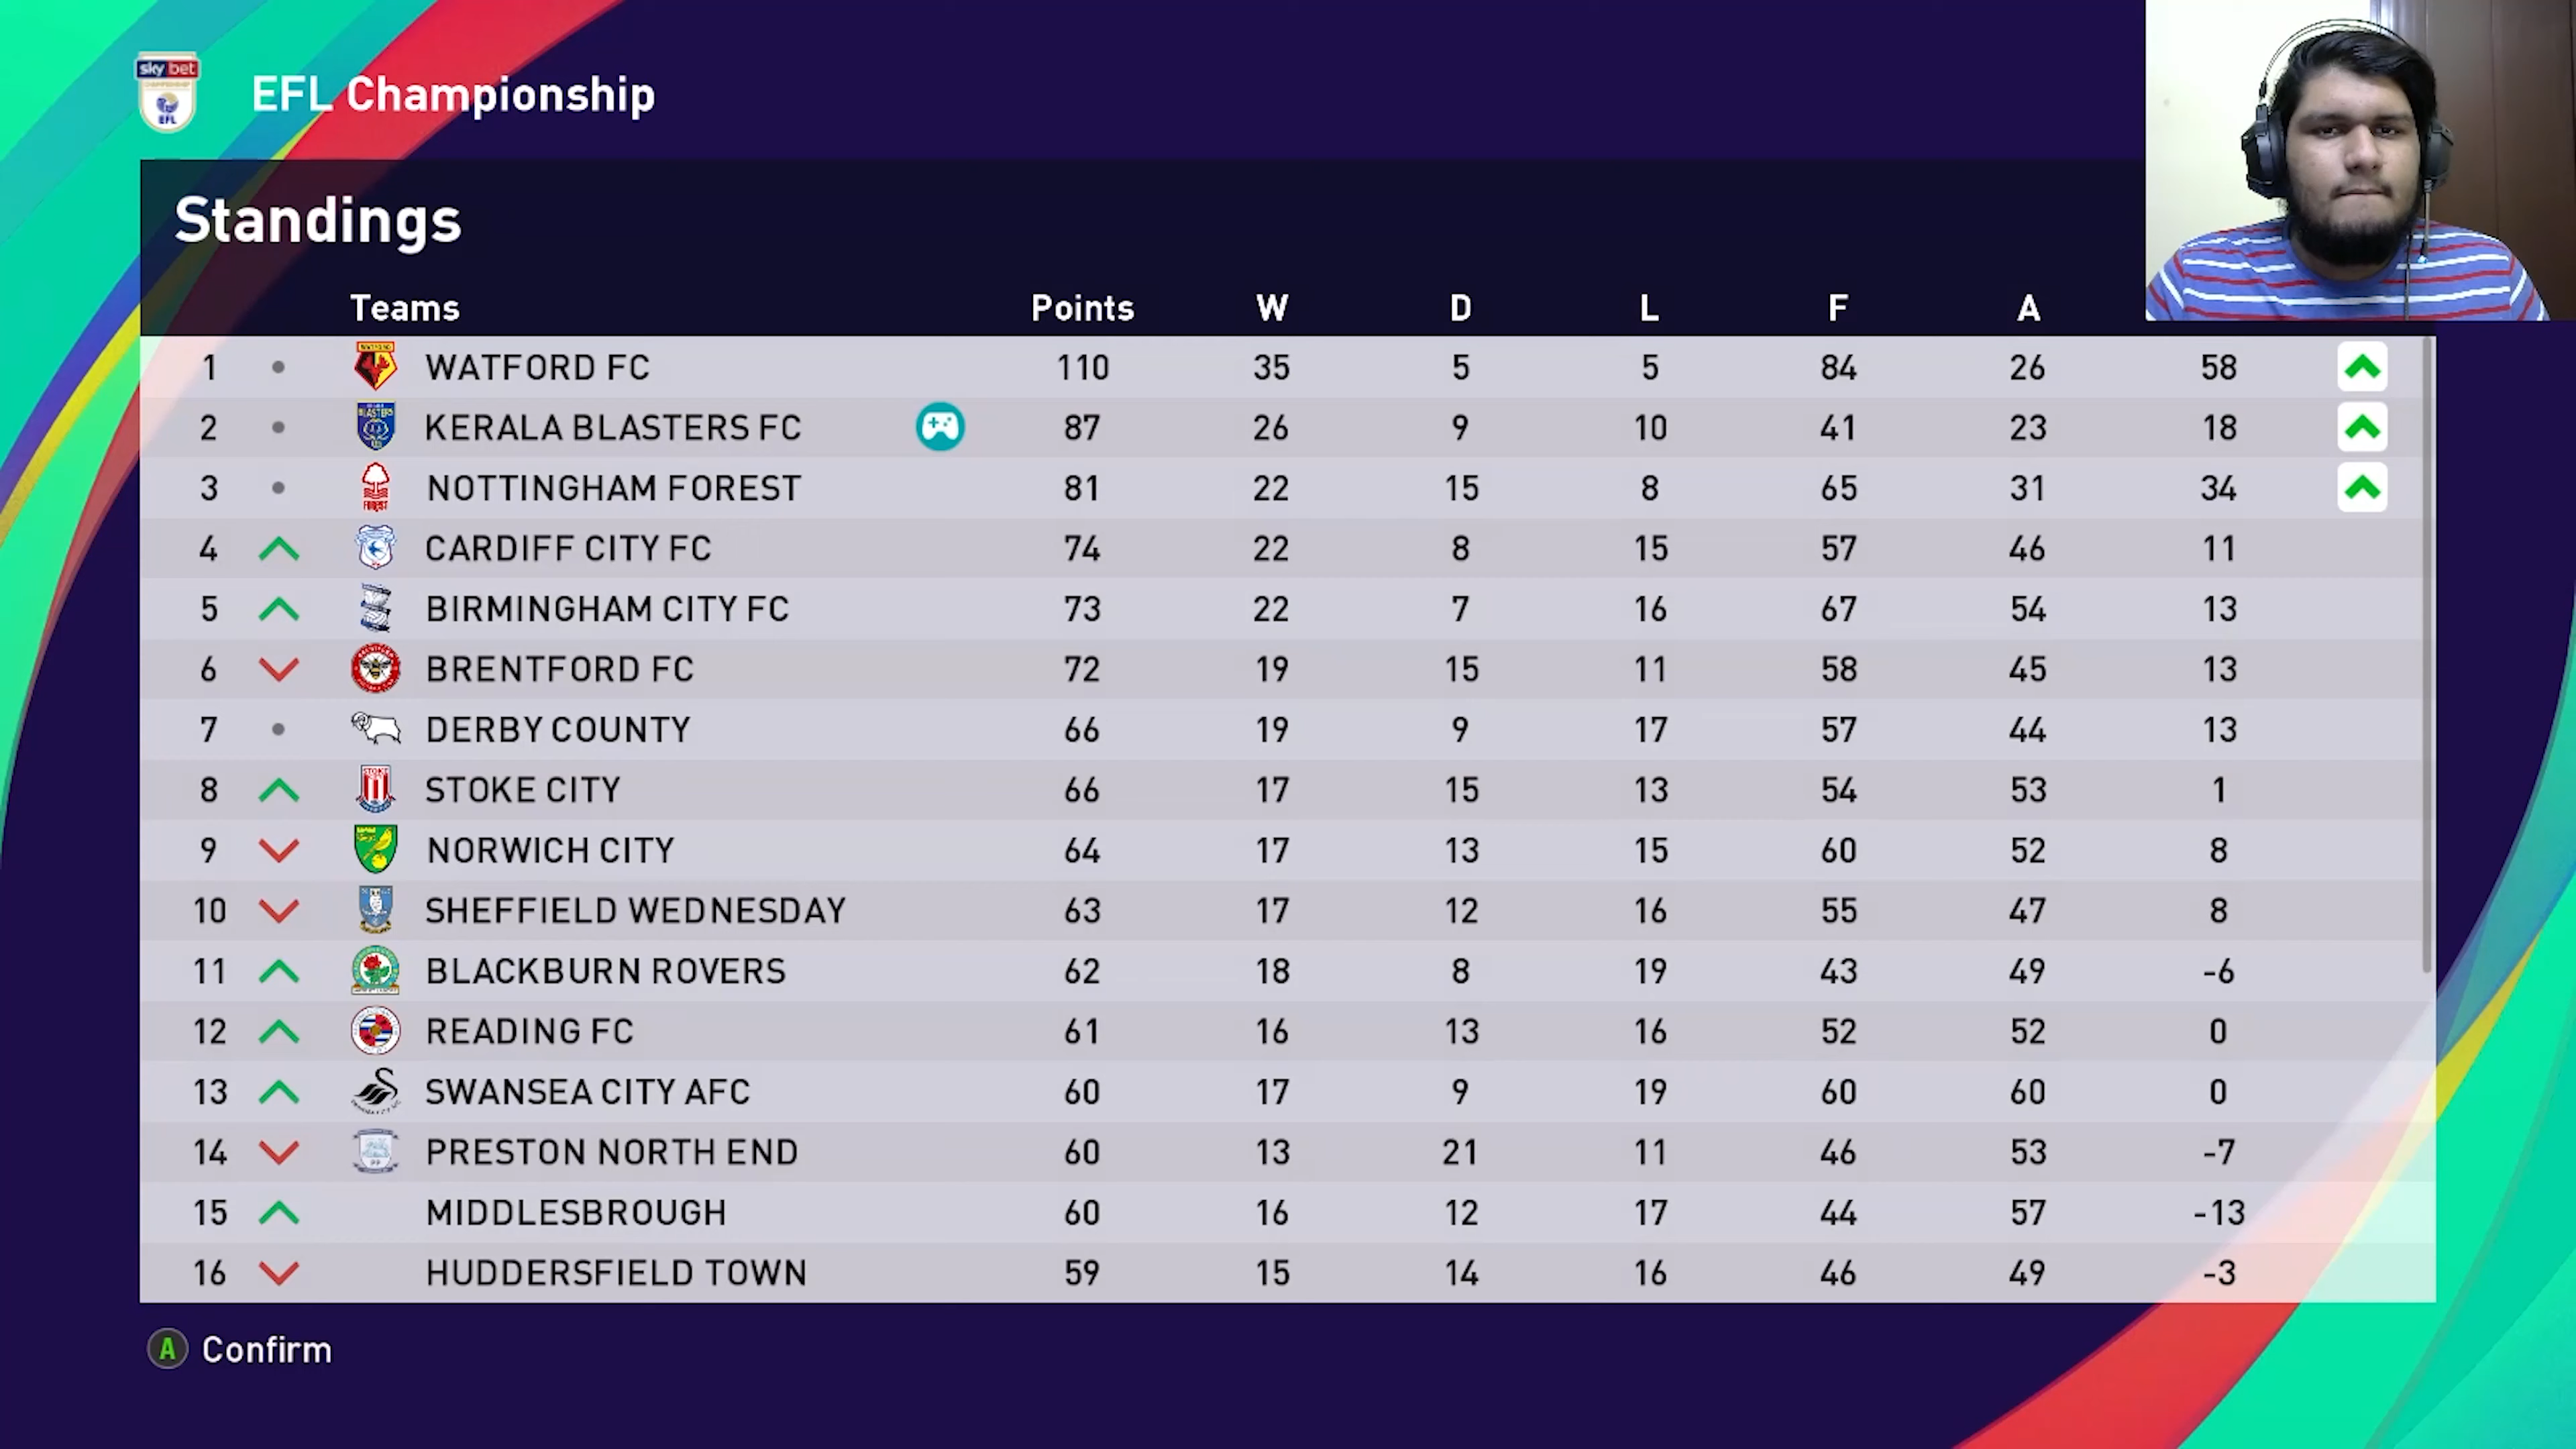 sky bet
EFL
EFL Championship
Standings
Teams Points W D L F A
1 WATFORD FC 110 35 5 5 84 26 58
2 KERALA BLASTERS FC 87 26 9 10 41 23 18
3 NOTTINGHAM FOREST 81 22 15 8 65 31 34
4 CARDIFF CITY FC 74 22 8 15 57 46 11
5 BIRMINGHAM CITY FC 73 22 7 16 67 54 13
6 BRENTFORD FC 72 19 15 11 58 45 13
7 DERBY COUNTY 66 19 9 17 57 44 13
8 STOKE CITY 66 17 15 13 54 53 1
9 NORWICH CITY 64 17 13 15 60 52 8
10 SHEFFIELD WEDNESDAY 63 17 12 16 55 47 8
11 BLACKBURN ROVERS 62 18 8 19 43 49 -6
12 READING FC 61 16 13 16 52 52 0
13 SWANSEA CITY AFC 60 17 9 19 60 60 0
14 PRESTON NORTH END 60 13 21 11 46 53 -7
15 MIDDLESBROUGH 60 16 12 17 44 57 -13
16 HUDDERSFIELD TOWN 59 15 14 16 46 49 -3
A Confirm